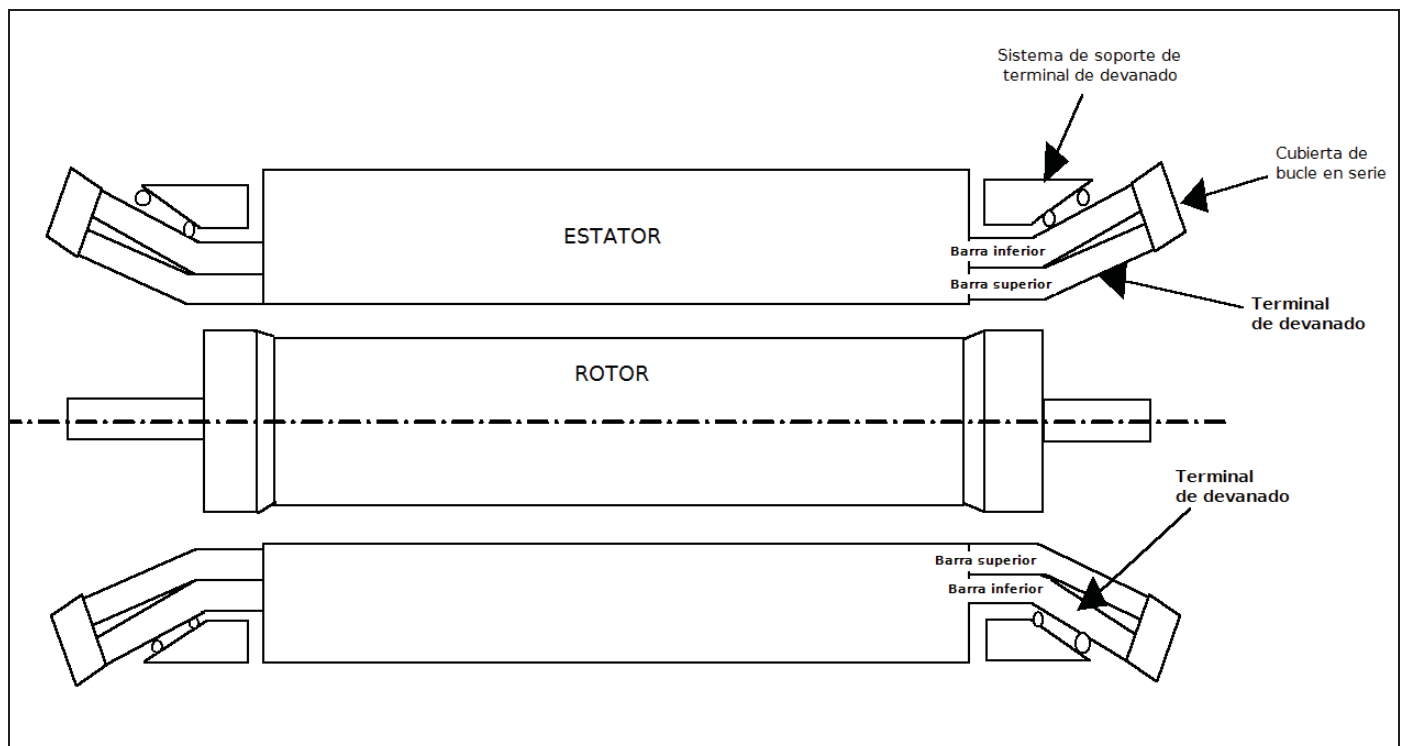 Sistema de soporte de
terminal de devanado
Cubierta de
bucle en serie
ESTATOR
Barra inferior
Barra superior
Terminal
de devanado
ROTOR
Terminal
de devanado
Barra superior
Barra inferior